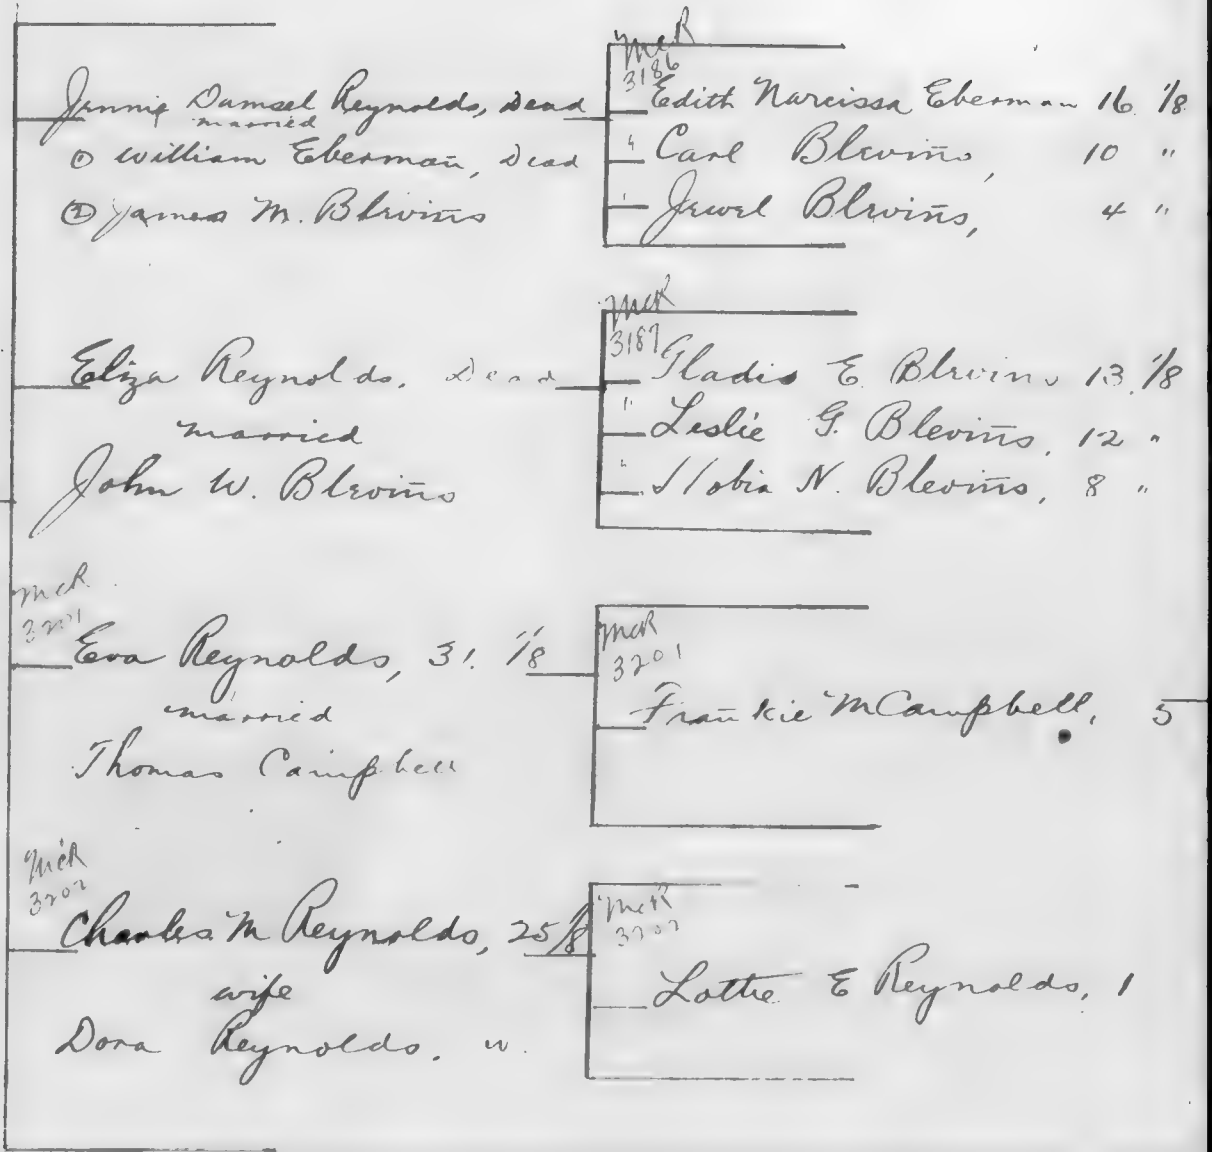 Jennie Damsel Reynolds, Dead
married
① William Eberman, Dead
② James M. Blevins
McR
3186
Edith Narcissa Eberman 16 1/8
" Carl Blevins, 10 "
" Jewel Blevins, 4 "
Eliza Reynolds. Dead
married
John W. Blevins
McR
3187
Gladis E. Blevins 13 1/8
" Leslie G. Blevins, 12 "
" N. Blevins, 8 "
McR
3201
Eva Reynolds, 31. 1/8
married
Thomas Campbell
McR
3201
Frankie M Campbell, 5
McR
3202
Charles M Reynolds, 25 1/8
wife
Dora Reynolds. w.
McR
3202
Lottie E Reynolds, 1